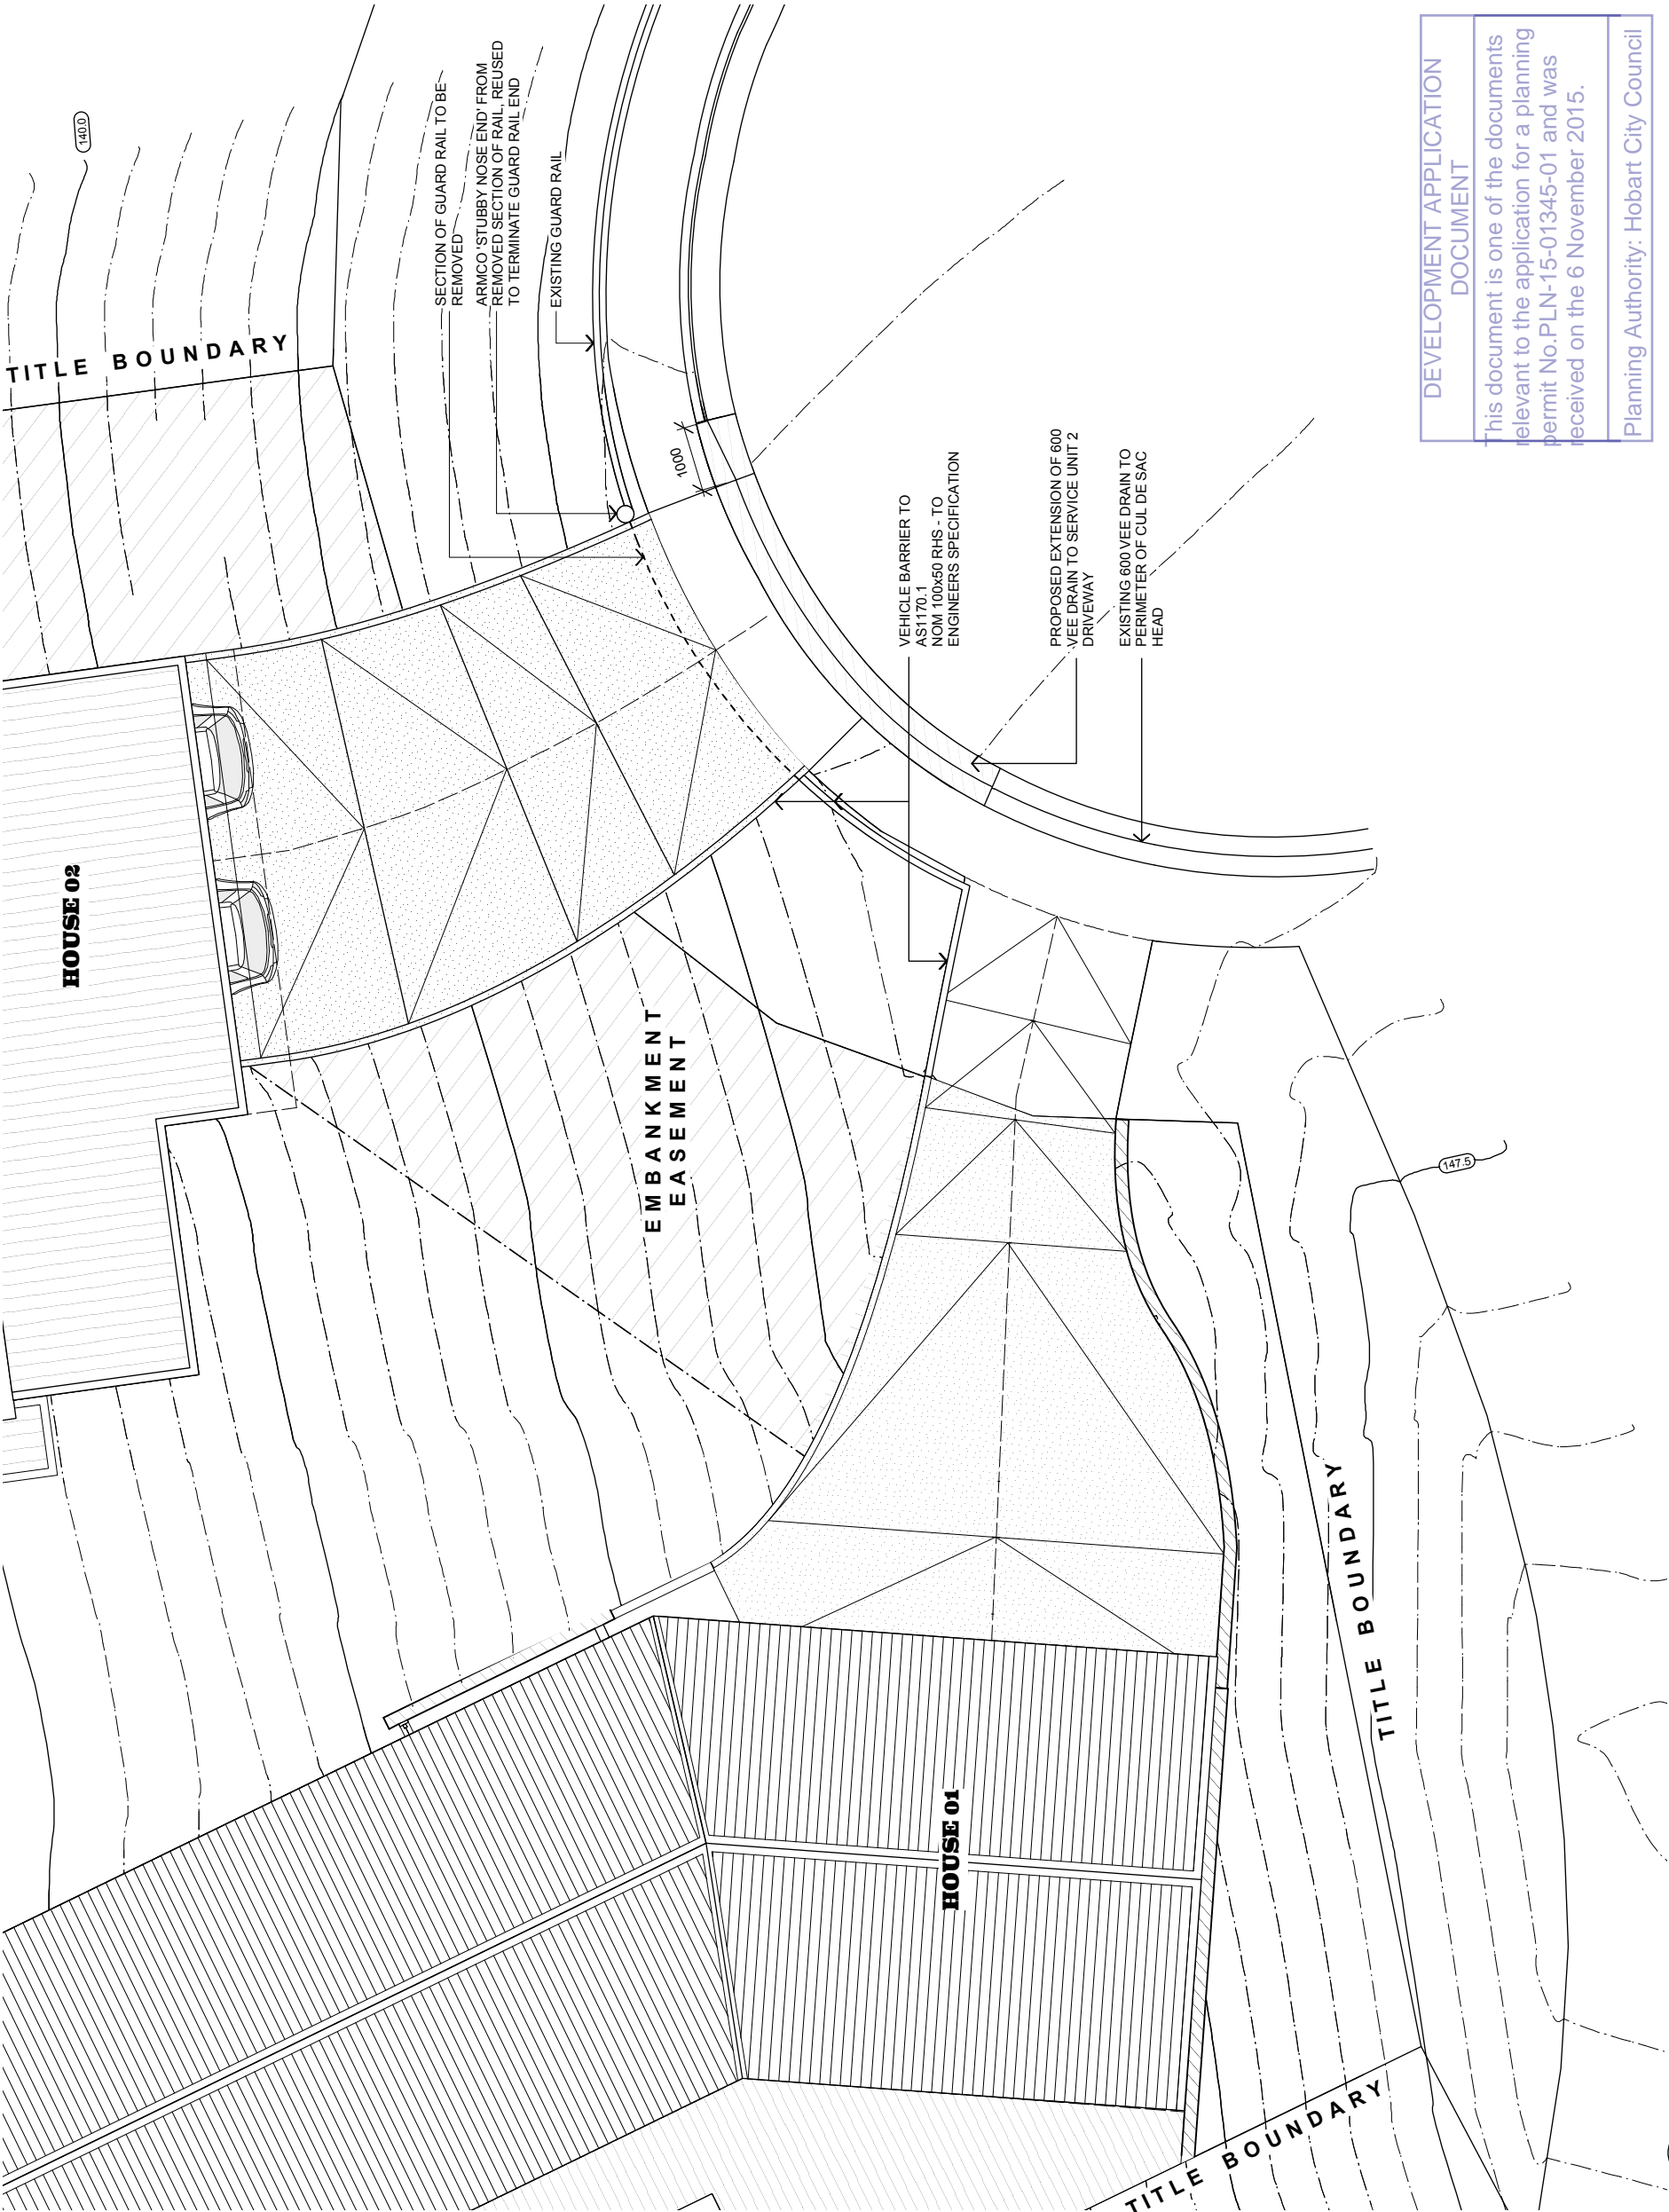 140.0
TITLE BOUNDARY
SECTION OF GUARD RAIL TO BE
REMOVED
ARMCO 'STUBBY NOSE END' FROM
REMOVED SECTION OF RAIL, REUSED
TO TERMINATE GUARD RAIL END
EXISTING GUARD RAIL
1000
HOUSE 02
VEHICLE BARRIER TO
AS1170.1
NOM 100x50 RHS - TO
ENGINEERS SPECIFICATION
PROPOSED EXTENSION OF 600
VEE DRAIN TO SERVICE UNIT 2
DRIVEWAY
EXISTING 600 VEE DRAIN TO
PERIMETER OF CUL DE SAC
HEAD
EMBANKMENT
EASEMENT
147.5
TITLE BOUNDARY
HOUSE 01
TITLE BOUNDARY
DEVELOPMENT APPLICATION
DOCUMENT
This document is one of the documents
relevant to the application for a planning
permit No.PLN-15-01345-01 and was
received on the 6 November 2015.
Planning Authority: Hobart City Council